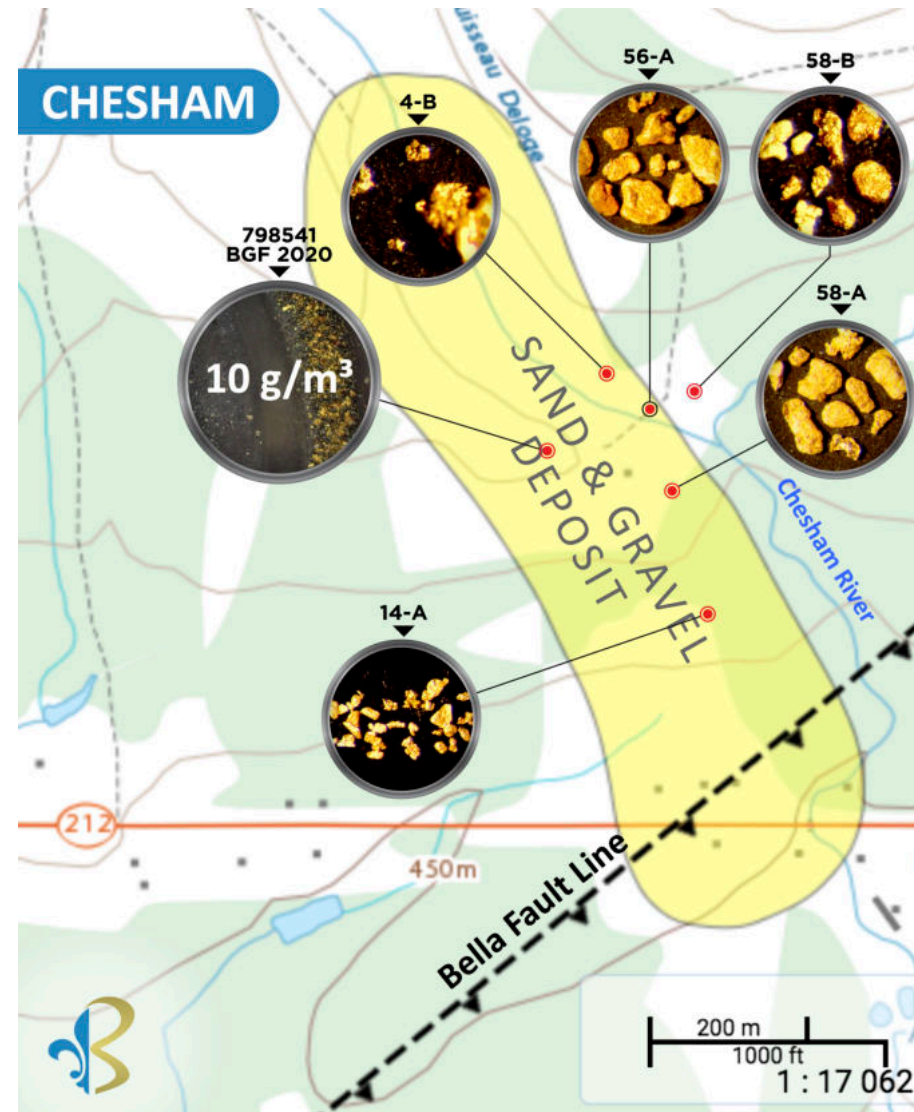 CHESHAM
uisseau Deloge
56-A
58-B
4-B
798541
BGF 2020
58-A
10 g/m³
SAND & GRAVEL
DEPOSIT
Chesham River
14-A
212
450m
Bella Fault Line
200 m
1000 ft
1 : 17 062
B